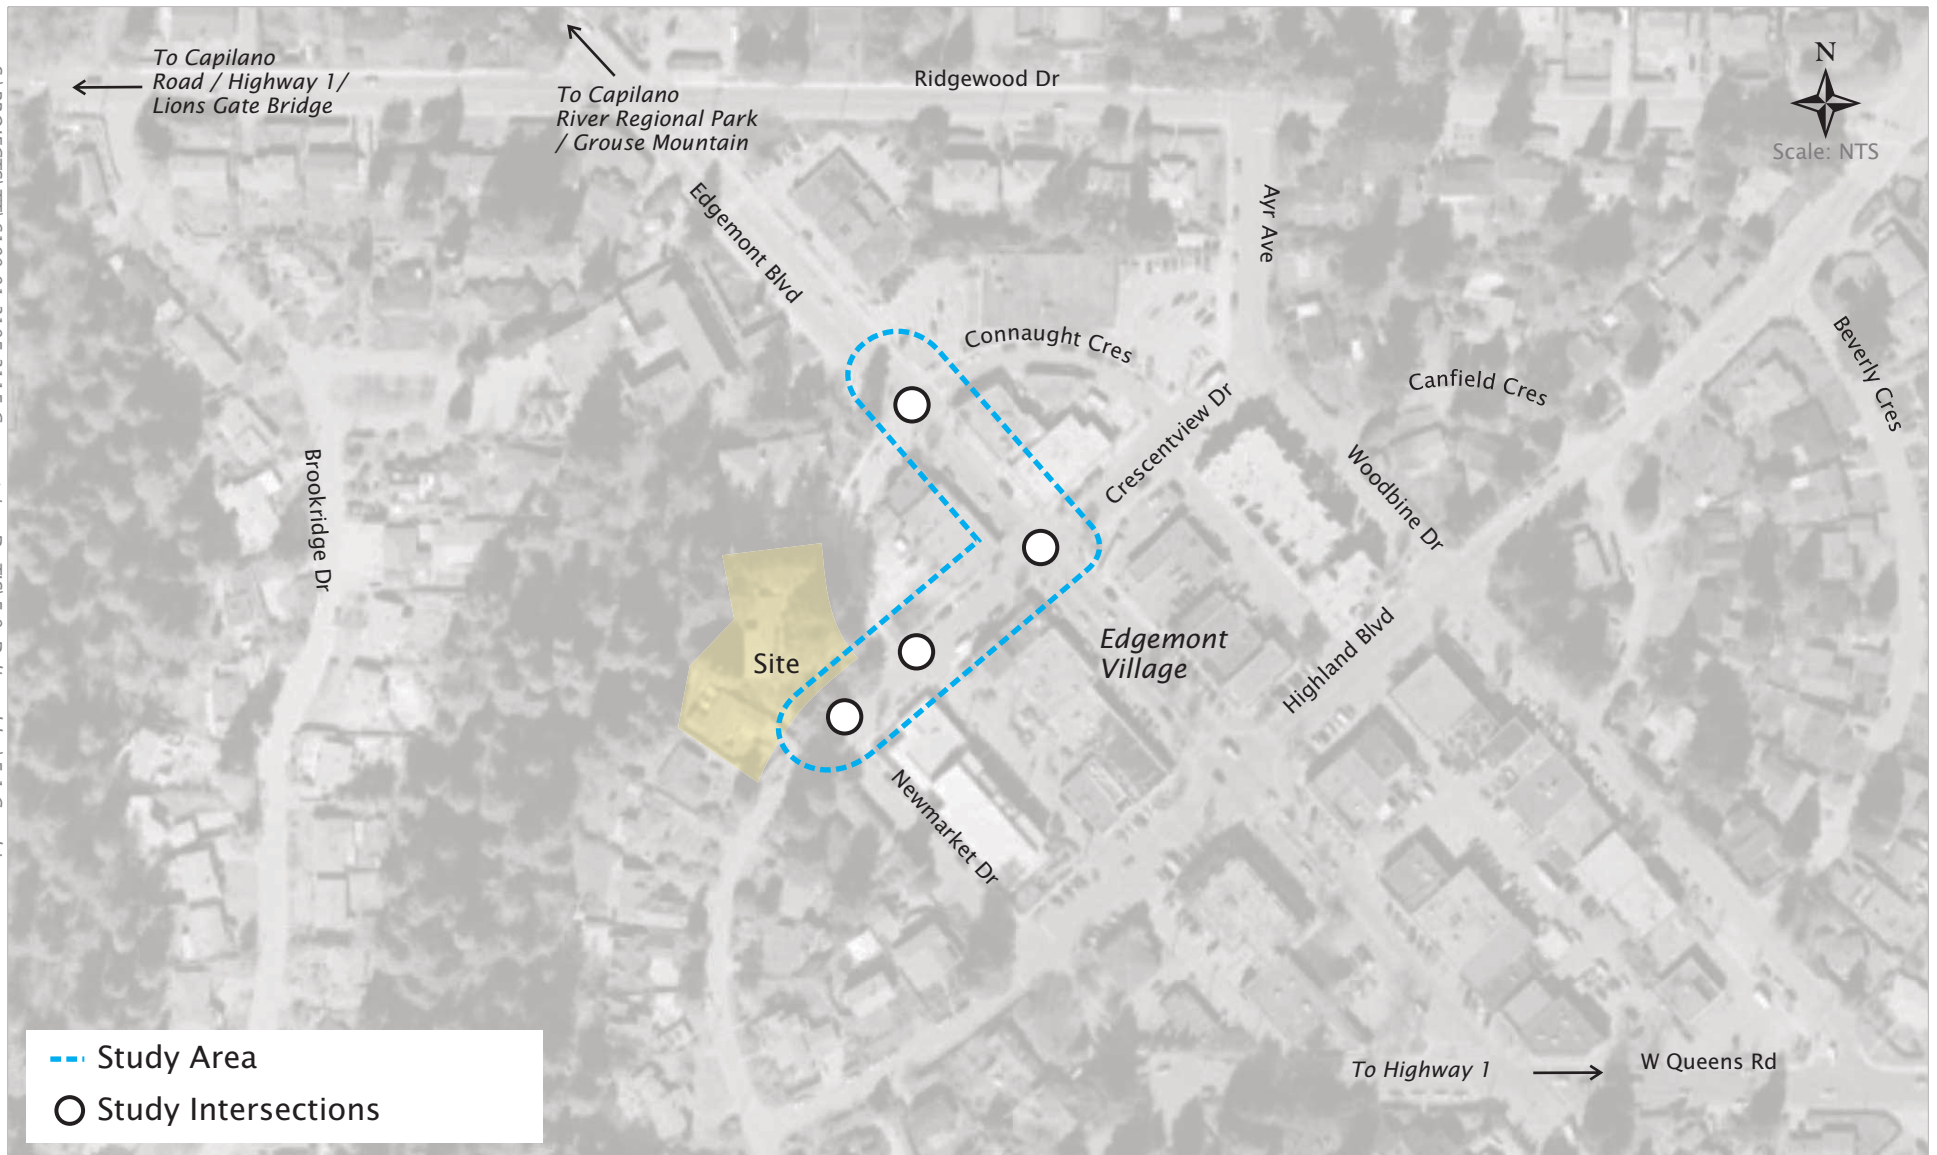 To Capilano
Road / Highway 1/
Lions Gate Bridge
To Capilano
River Regional Park
/ Grouse Mountain
Ridgewood Dr
N
Scale: NTS
Edgemont Blvd
Ayr Ave
Connaught Cres
Beverly Cres
Canfield Cres
Crescentview Dr
Woodbine Dr
Brookridge Dr
Site
Edgemont
Village
Highland Blvd
Newmarket Dr
To Highway 1
W Queens Rd
Study Area
Study Intersections